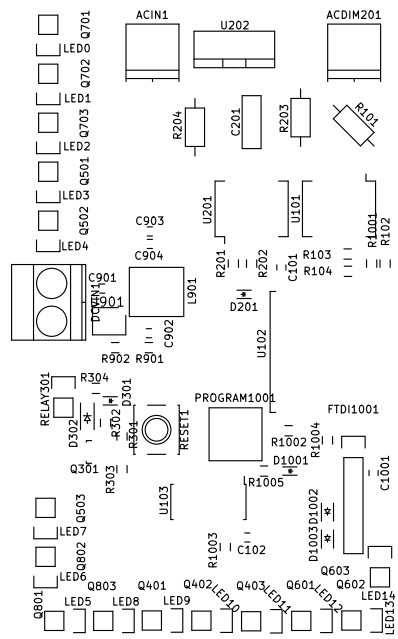 ACIN1
ACDIM201
Q701
U202
LED0
Q702
LED1
Q703
R204
C201
R203
R101
LED2
Q501
LED3
U201
U101
Q502
C903
R1001
R102
LED4
C904
R201
R202
C101
R103
R104
C901
DCNIN1
U901
L901
D201
C902
U102
R902
R901
R304
RELAY301
D301
PROGRAM1001
FTDI1001
D302
R302
R301
RESET1
R1002
R1004
Q301
R303
D1001
R1005
C1001
U103
Q503
D1002
LED7
R1003
C102
D1003
Q802
LED6
Q603
Q801
Q803
Q401
Q402
Q403
Q601
Q602
LED14
LED5
LED8
LED9
LED10
LED11
LED12
LED13